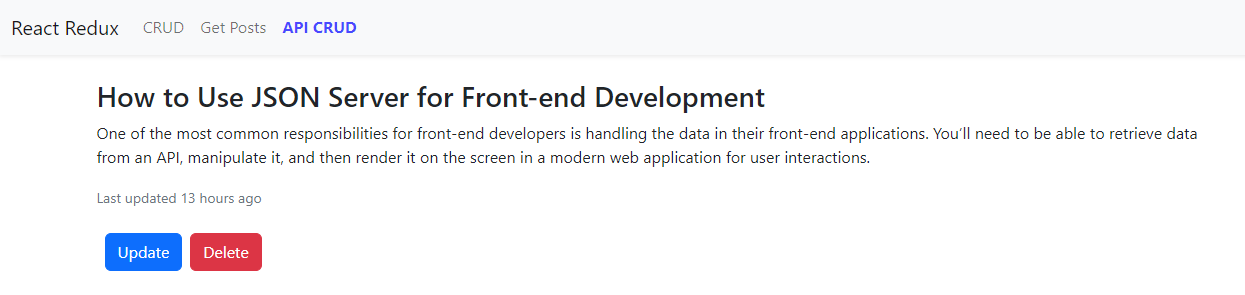 React Redux CRUD Get Posts API CRUD
How to Use JSON Server for Front-end Development
One of the most common responsibilities for front-end developers is handling the data in their front-end applications. You’ll need to be able to retrieve data
from an API, manipulate it, and then render it on the screen in a modern web application for user interactions.
Last updated 13 hours ago
Update Delete